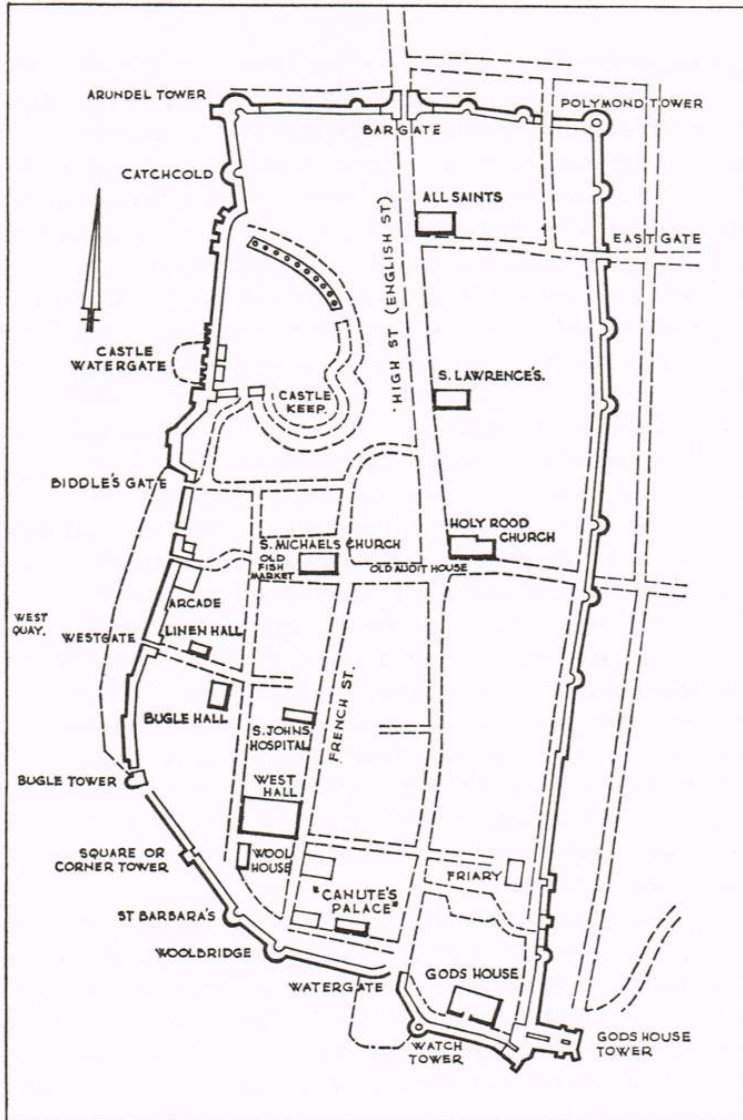 ARUNDEL TOWER
POLYMOND TOWER
BARGATE
CATCHCOLD
ALL SAINTS
EAST GATE
HIGH ST (ENGLISH ST)
CASTLE
WATERGATE
S. LAWRENCE'S.
CASTLE
KEEP.
BIDDLE'S GATE
HOLY ROOD
CHURCH
S. MICHAELS CHURCH
OLD
FISH
MARKET
OLD AUDIT HOUSE
ARCADE
WEST
QUAY.
LINEN HALL
WESTGATE
BUGLE HALL
S. JOHNS
HOSPITAL
FRENCH ST.
WEST
HALL
BUGLE TOWER
SQUARE OR
CORNER TOWER
WOOL
HOUSE
FRIARY
"CANUTE'S
PALACE"
ST BARBARA'S
WOOLBRIDGE
WATERGATE
GODS HOUSE
WATCH
TOWER
GODS HOUSE
TOWER